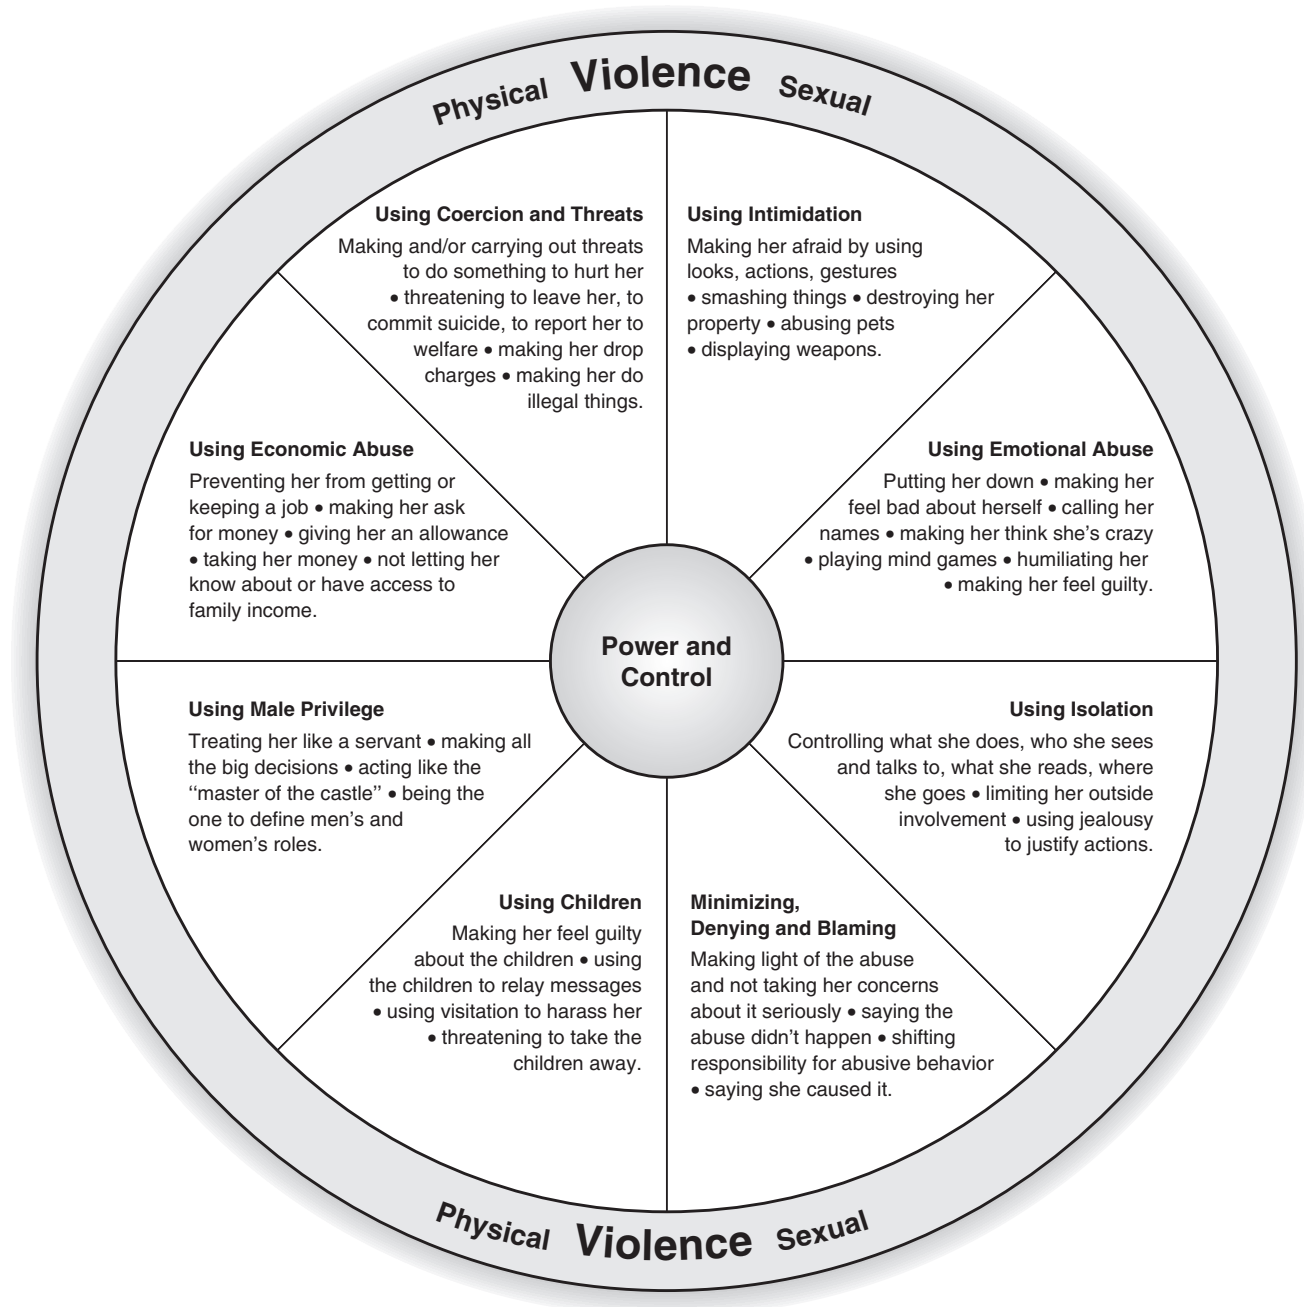 Physical Violence Sexual
Using Coercion and Threats
Making and/or carrying out threats
to do something to hurt her
• threatening to leave her, to
commit suicide, to report her to
welfare • making her drop
charges • making her do
illegal things.
Using Intimidation
Making her afraid by using
looks, actions, gestures
• smashing things • destroying her
property • abusing pets
• displaying weapons.
Using Economic Abuse
Preventing her from getting or
keeping a job • making her ask
for money • giving her an allowance
• taking her money • not letting her
know about or have access to
family income.
Using Emotional Abuse
Putting her down • making her
feel bad about herself • calling her
names • making her think she's crazy
• playing mind games • humiliating her
• making her feel guilty.
Power and
Control
Using Male Privilege
Treating her like a servant • making all
the big decisions • acting like the
‘‘master of the castle’’ • being the
one to define men's and
women's roles.
Using Isolation
Controlling what she does, who she sees
and talks to, what she reads, where
she goes • limiting her outside
involvement • using jealousy
to justify actions.
Using Children
Making her feel guilty
about the children • using
the children to relay messages
• using visitation to harass her
• threatening to take the
children away.
Minimizing,
Denying and Blaming
Making light of the abuse
and not taking her concerns
about it seriously • saying the
abuse didn't happen • shifting
responsibility for abusive behavior
• saying she caused it.
Physical Violence Sexual